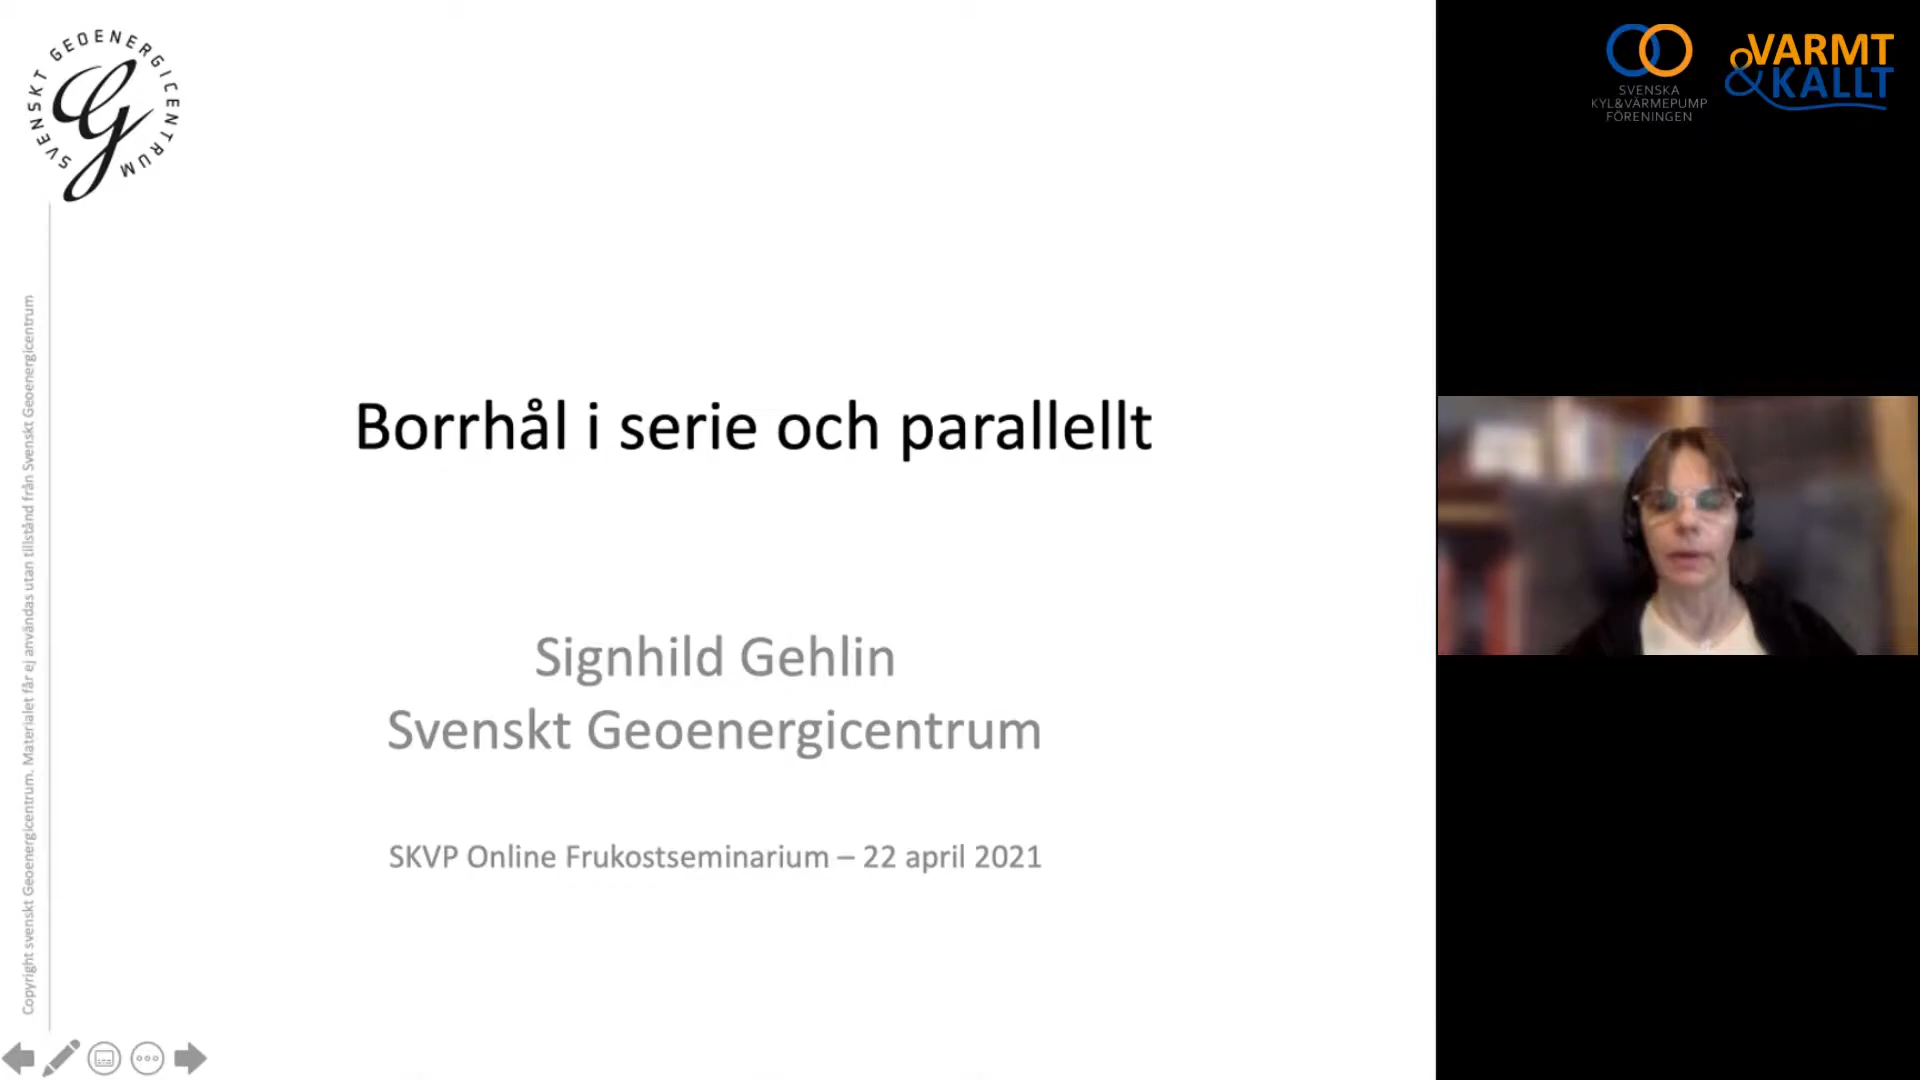 SVENSKT GEOENERGICENTRUM
Copyright svenskt Geoenergicentrum. Materialet får ej användas utan tillstånd från Svenskt Geoenergicentrum
Borrhål i serie och parallellt
Signhild Gehlin
Svenskt Geoenergicentrum
SKVP Online Frukostseminarium – 22 april 2021
SVENSKA
KYL&VÄRMEPUMP
FÖRENINGEN
VARMT
&KALLT